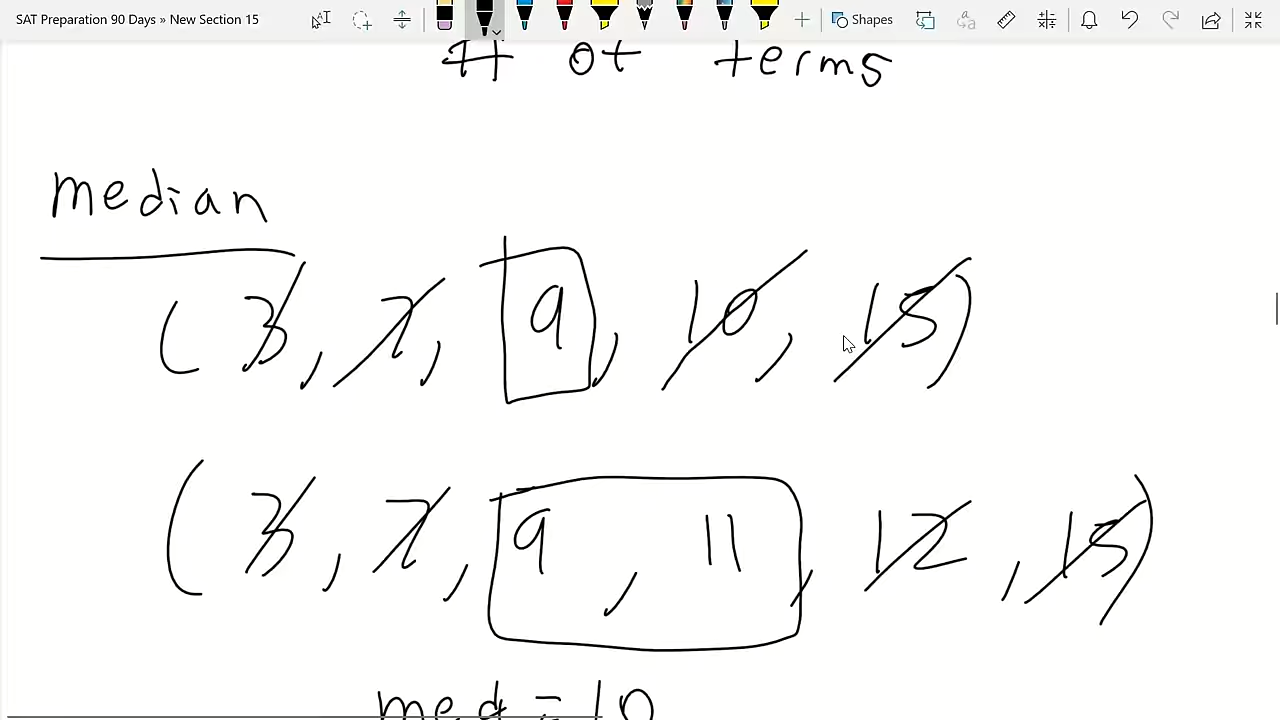 SAT Preparation 90 Days » New Section 15
Shapes
# of terms
median
(3, 7, 9, 10, 15)
(3, 7, 9, 11, 12, 15)
med = 10